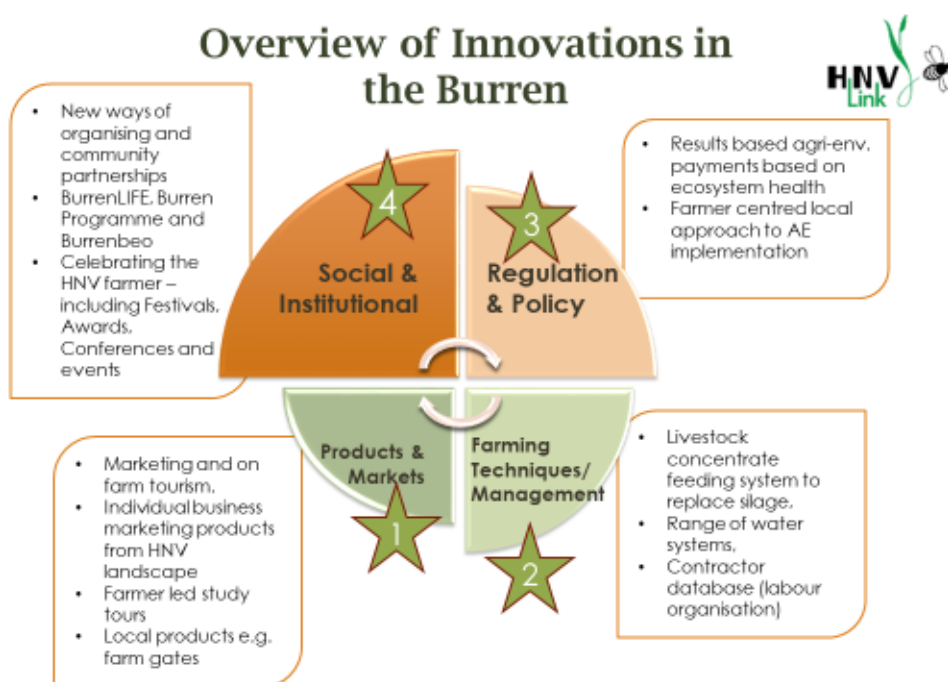 Overview of Innovations in
the Burren
HNV
Link
• New ways of
organising and
community
partnerships
• BurrenLIFE, Burren
Programme and
Burrenbeo
• Celebrating the
HNV farmer –
including Festivals,
Awards,
Conferences and
events
4
Social &
Institutional
3
Regulation
& Policy
• Results based agri-env.
payments based on
ecosystem health
• Farmer centred local
approach to AE
implementation
• Marketing and on
farm tourism.
• Individual business
marketing products
from HNV
landscape
• Farmer led study
tours
• Local products e.g.
farm gates
Products &
Markets
1
Farming
Techniques/
Management
2
• Livestock
concentrate
feeding system to
replace silage.
• Range of water
systems.
• Contractor
database (labour
organisation)